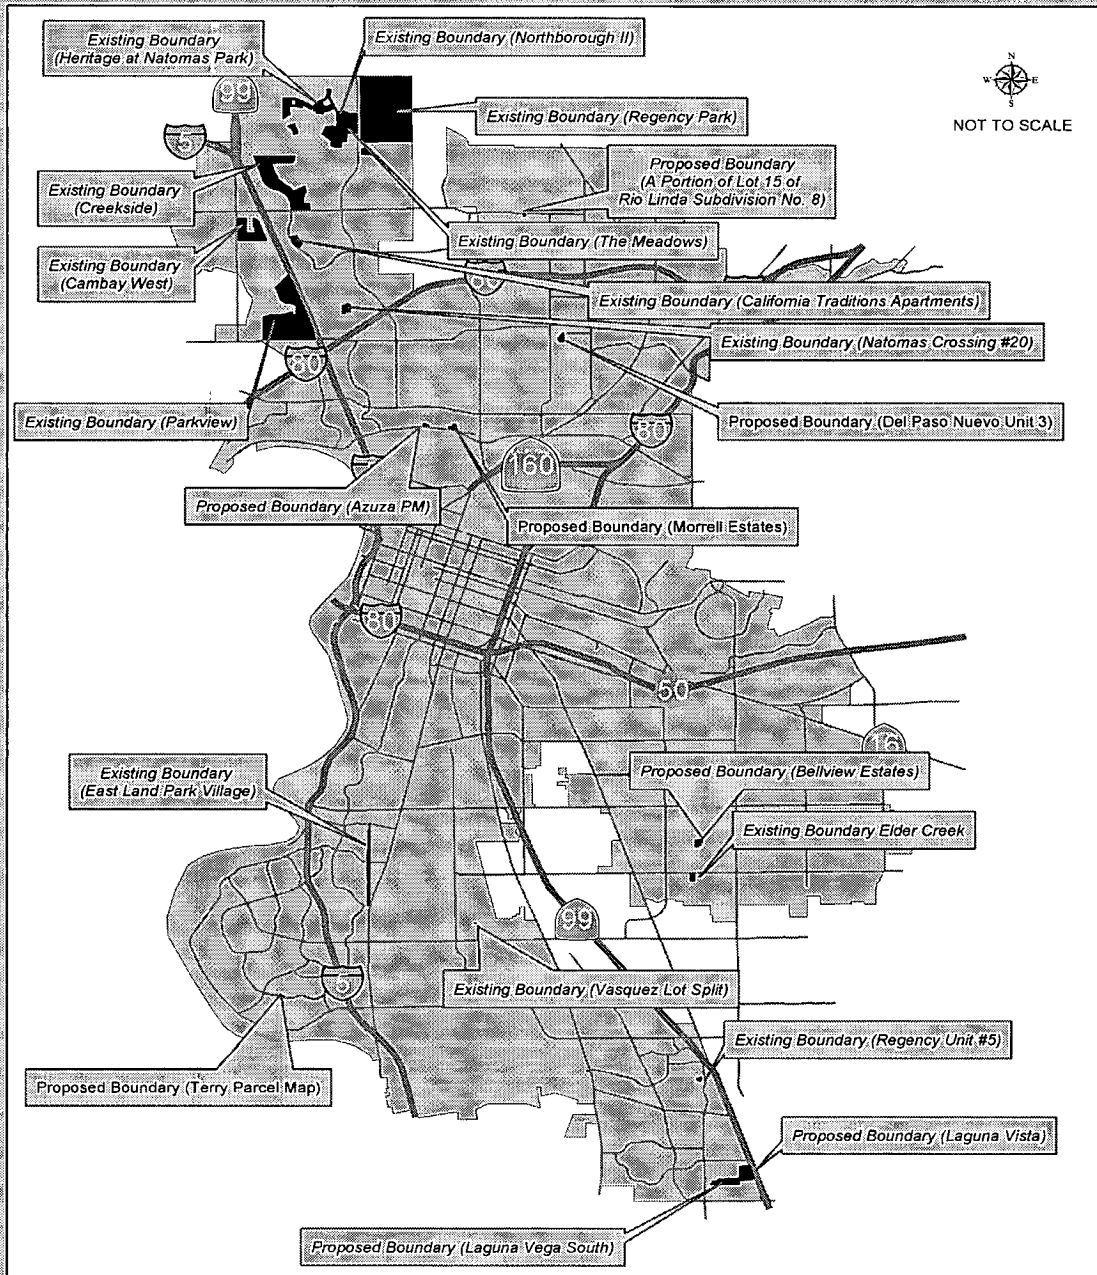 Existing Boundary
(Heritage at Natomas Park)
Existing Boundary (Northborough II)
N
W E
S
NOT TO SCALE
99
5
Existing Boundary (Regency Park)
Proposed Boundary
(A Portion of Lot 15 of
Rio Linda Subdivision No. 8)
Existing Boundary
(Creekside)
Existing Boundary (The Meadows)
Existing Boundary
(Cambay West)
80
Existing Boundary (California Traditions Apartments)
Existing Boundary (Natomas Crossing #20)
80
Existing Boundary (Parkview)
Proposed Boundary (Del Paso Nuevo Unit 3)
80
160
Proposed Boundary (Azuza PM)
Proposed Boundary (Morrell Estates)
80
50
16
Existing Boundary
(East Land Park Village)
Proposed Boundary (Bellview Estates)
Existing Boundary Elder Creek
99
5
Existing Boundary (Vasquez Lot Split)
Existing Boundary (Regency Unit #5)
Proposed Boundary (Terry Parcel Map)
Proposed Boundary (Laguna Vista)
Proposed Boundary (Laguna Vega South)